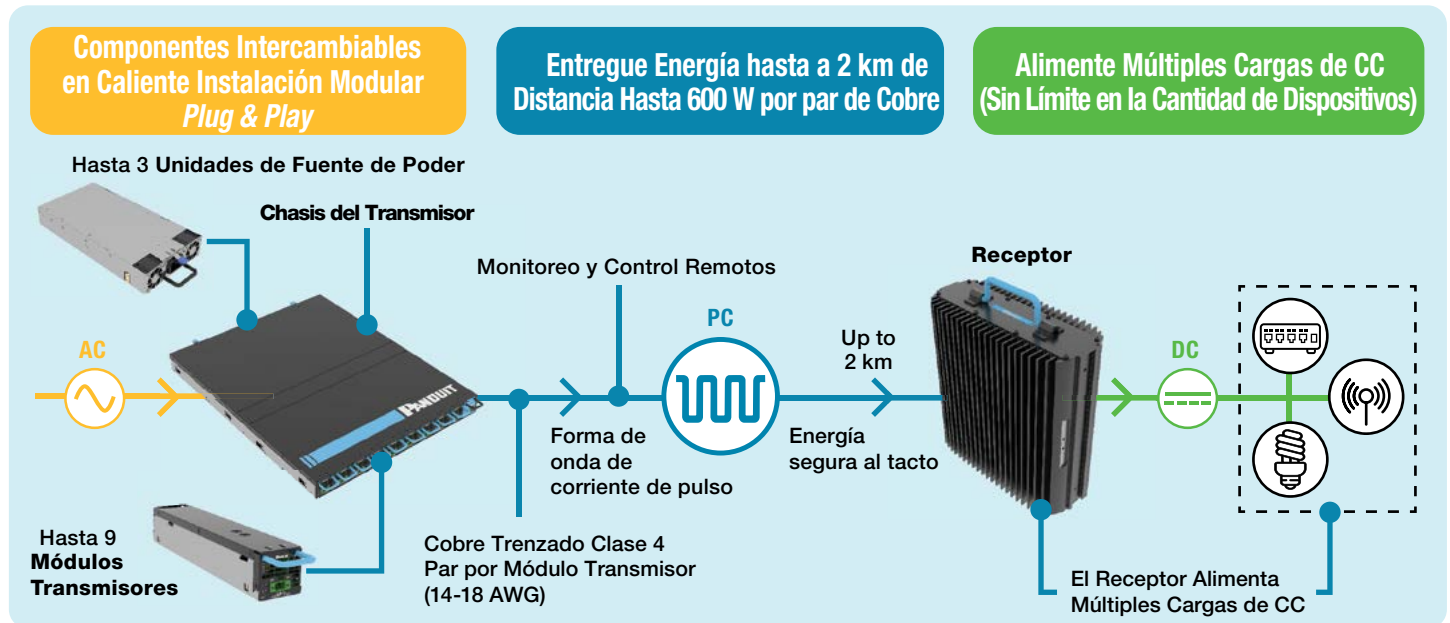 Componentes Intercambiables
en Caliente Instalación Modular
Plug & Play
Entregue Energía hasta a 2 km de
Distancia Hasta 600 W por par de Cobre
Alimente Múltiples Cargas de CC
(Sin Límite en la Cantidad de Dispositivos)
Hasta 3 Unidades de Fuente de Poder
Chasis del Transmisor
Monitoreo y Control Remotos
Receptor
AC
PANDUIT
PC
Up to
2 km
DC
Forma de
onda de
corriente de pulso
Energía
segura al tacto
Hasta 9
Módulos
Transmisores
Cobre Trenzado Clase 4
Par por Módulo Transmisor
(14-18 AWG)
El Receptor Alimenta
Múltiples Cargas de CC